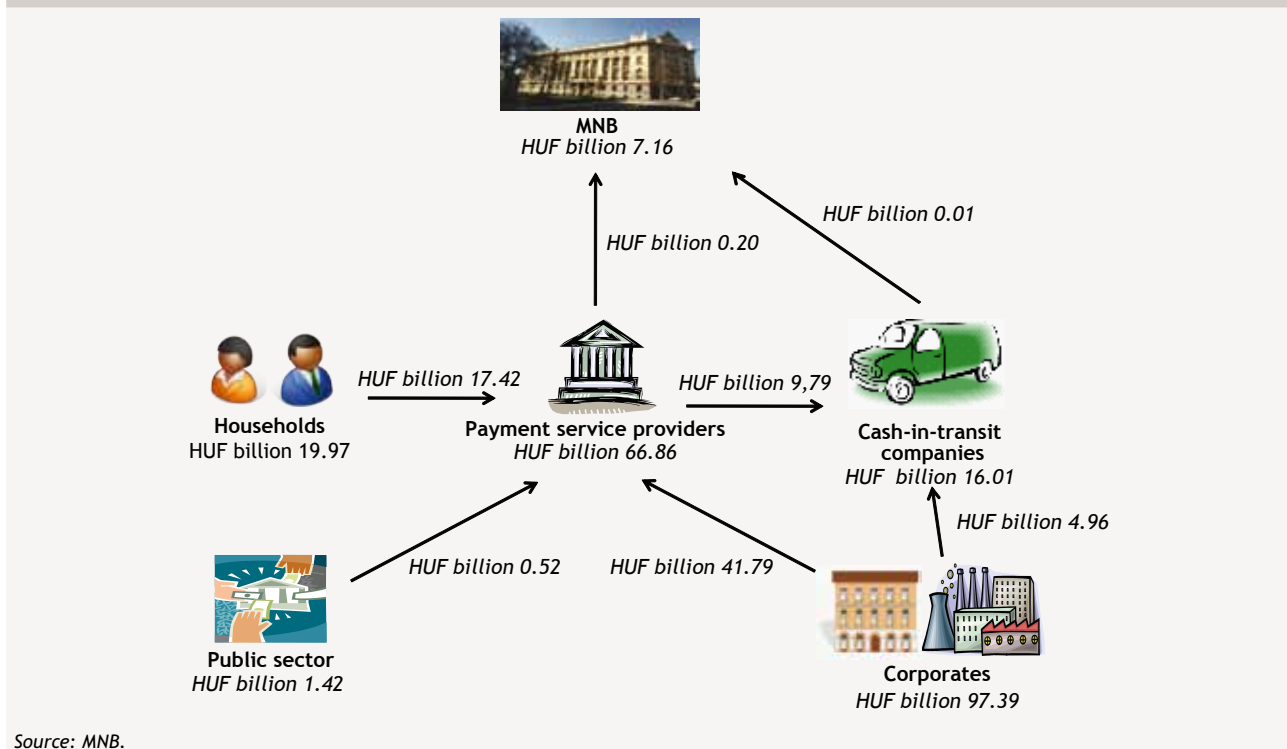 MNB
HUF billion 7.16
HUF billion 0.01
HUF billion 0.20
HUF billion 17.42
HUF billion 9,79
Households
HUF billion 19.97
Payment service providers
HUF billion 66.86
Cash-in-transit
companies
HUF billion 16.01
HUF billion 4.96
HUF billion 0.52
HUF billion 41.79
Public sector
HUF billion 1.42
Corporates
HUF billion 97.39
Source: MNB.